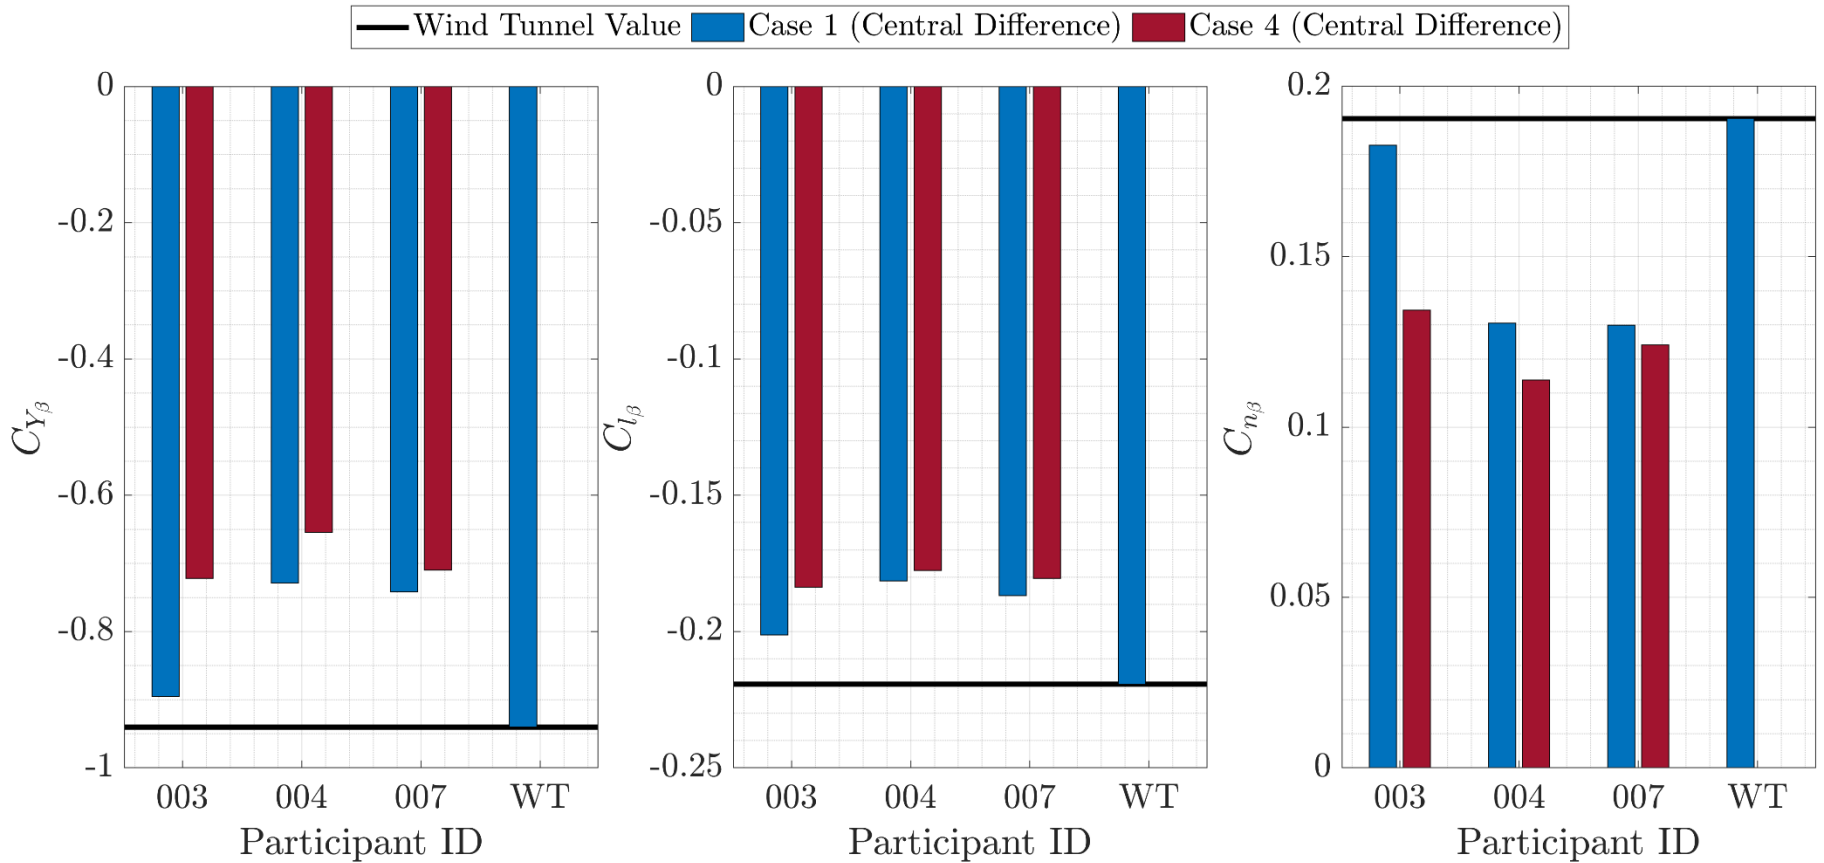 Wind Tunnel Value Case 1 (Central Difference) Case 4 (Central Difference)
0
-0.2
-0.4
-0.6
-0.8
-1
C_{Y_β}
003 004 007 WT
Participant ID
0
-0.05
-0.1
-0.15
-0.2
-0.25
C_{l_β}
003 004 007 WT
Participant ID
0.2
0.15
0.1
0.05
0
C_{n_β}
003 004 007 WT
Participant ID